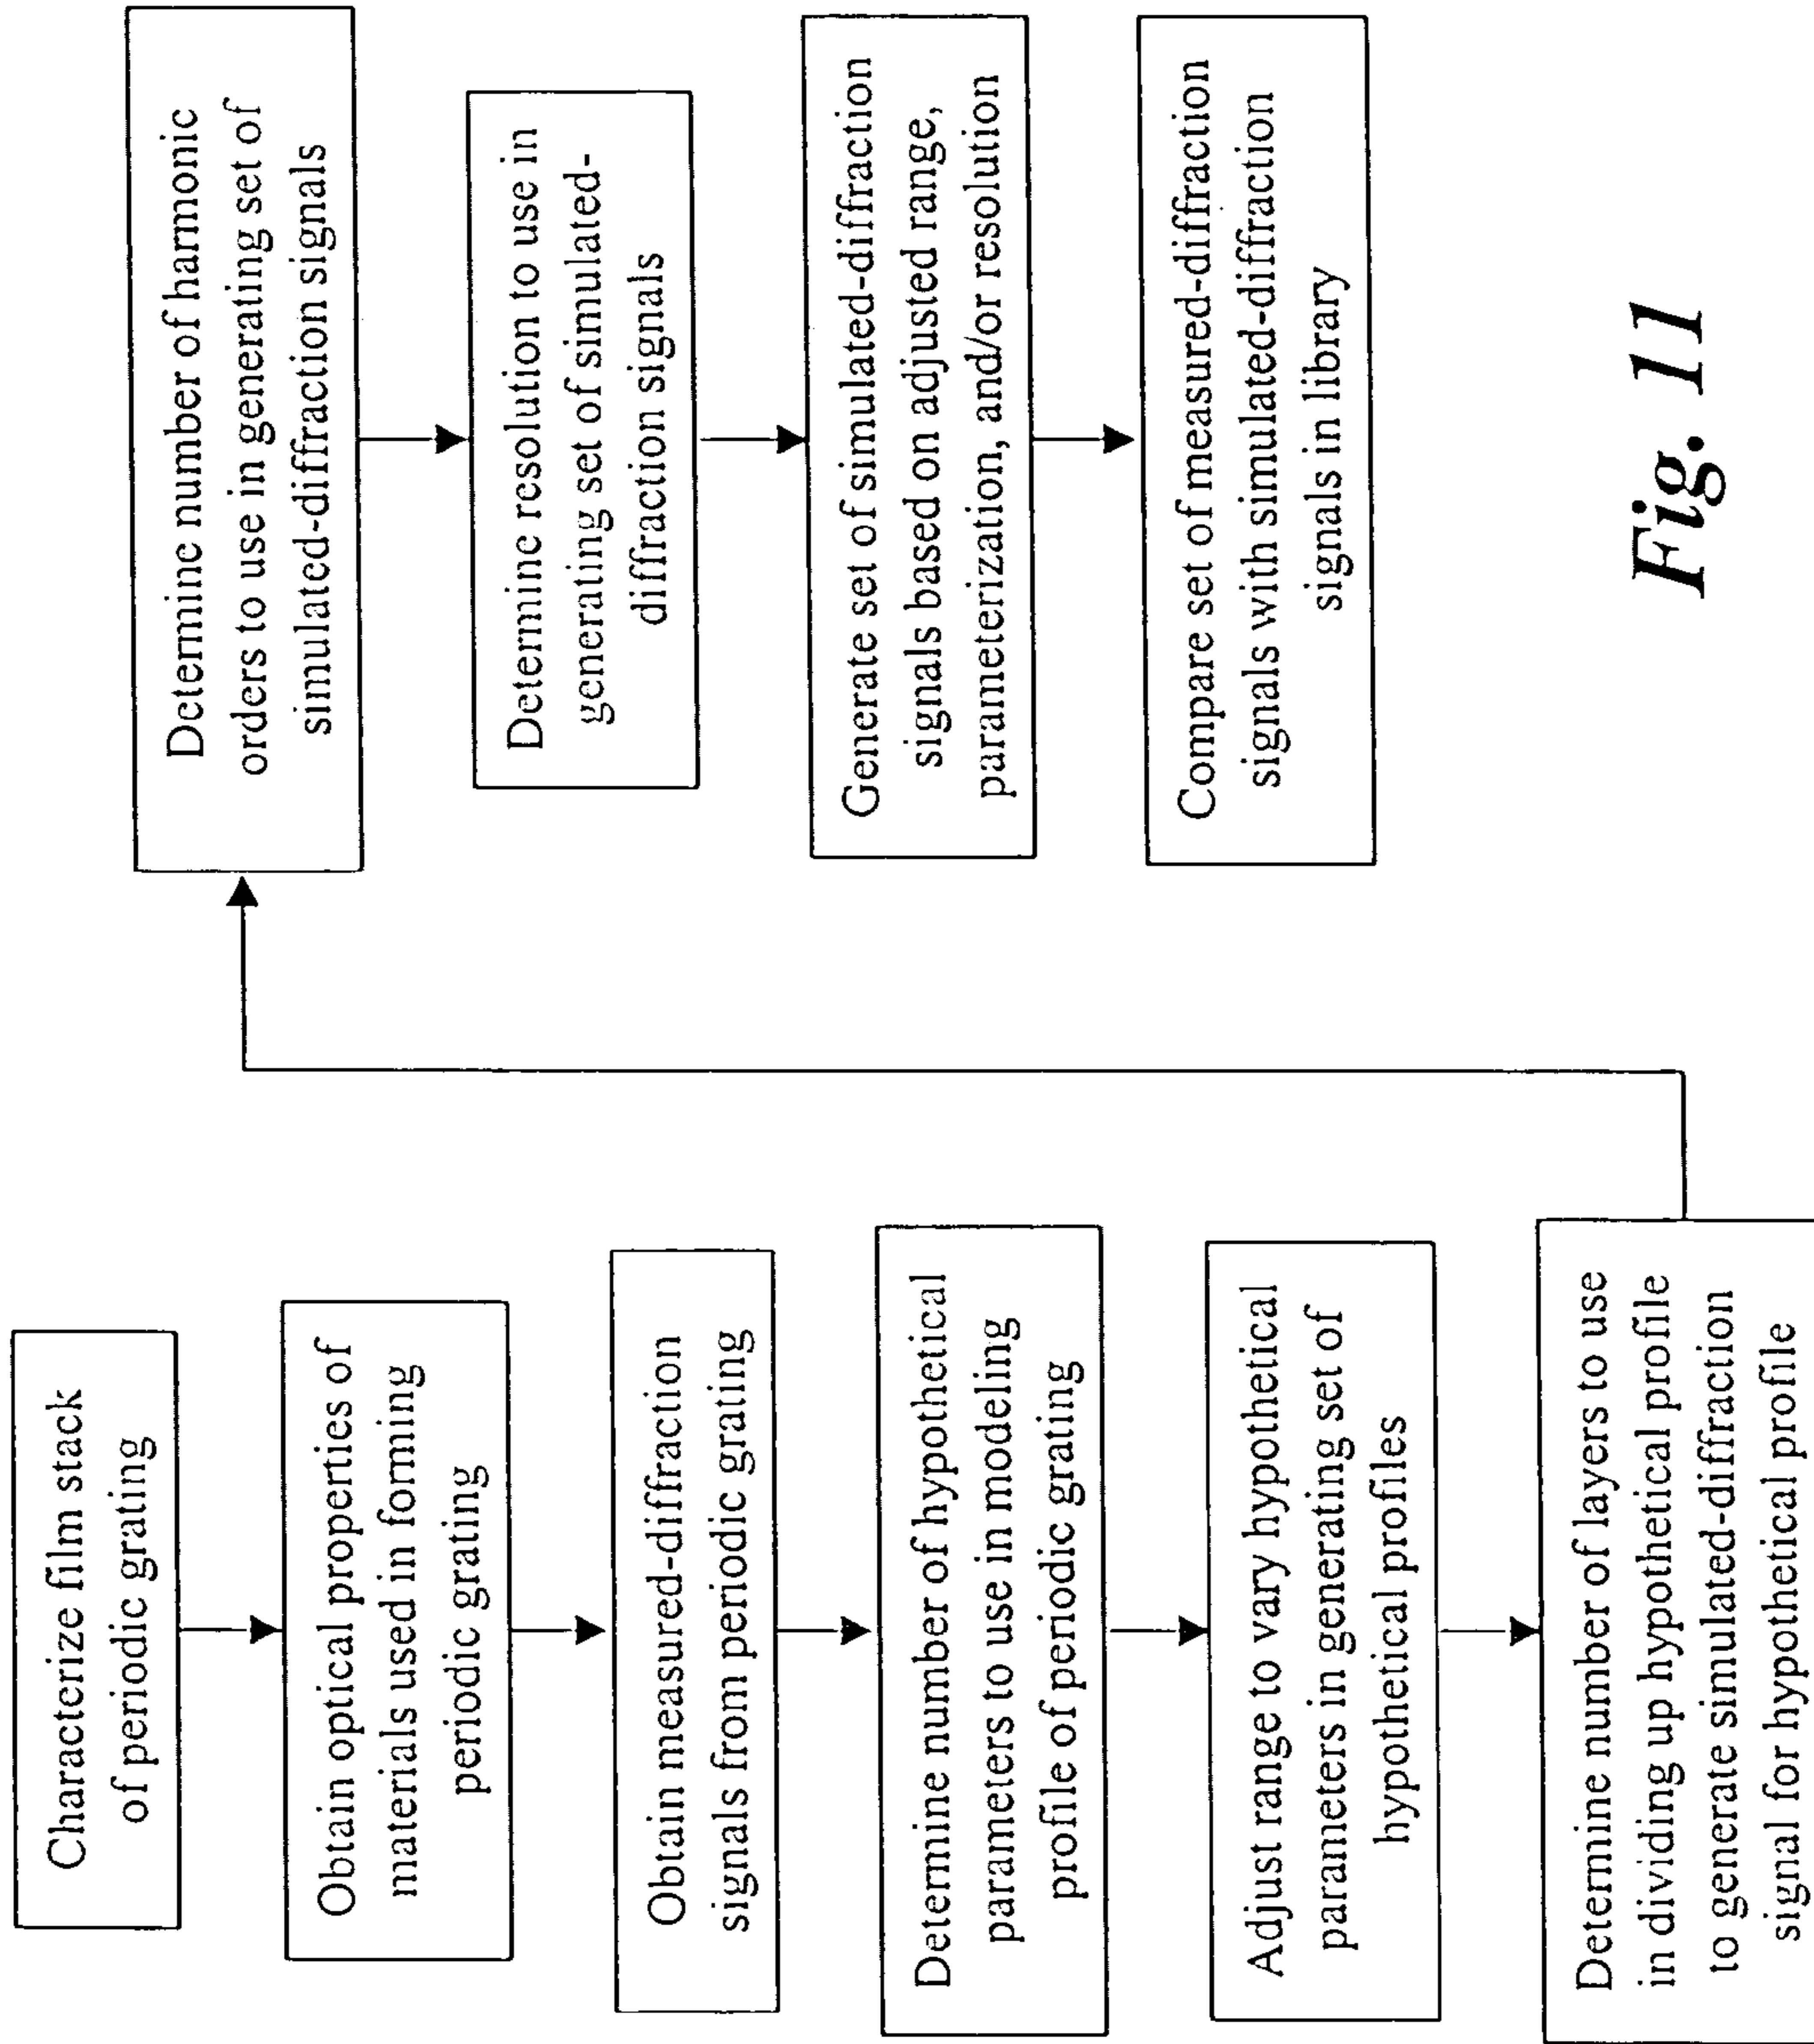 Characterize film stack
of periodic grating
Obtain optical properties of
materials used in forming
periodic grating
Obtain measured-diffraction
signals from periodic grating
Determine number of hypothetical
parameters to use in modeling
profile of periodic grating
Adjust range to vary hypothetical
parameters in generating set of
hypothetical profiles
Determine number of layers to use
in dividing up hypothetical profile
to generate simulated-diffraction
signal for hypothetical profile
Determine number of harmonic
orders to use in generating set of
simulated-diffraction signals
Determine resolution to use in
generating set of simulated-
diffraction signals
Generate set of simulated-diffraction
signals based on adjusted range,
parameterization, and/or resolution
Compare set of measured-diffraction
signals with simulated-diffraction
signals in library
Fig. 11